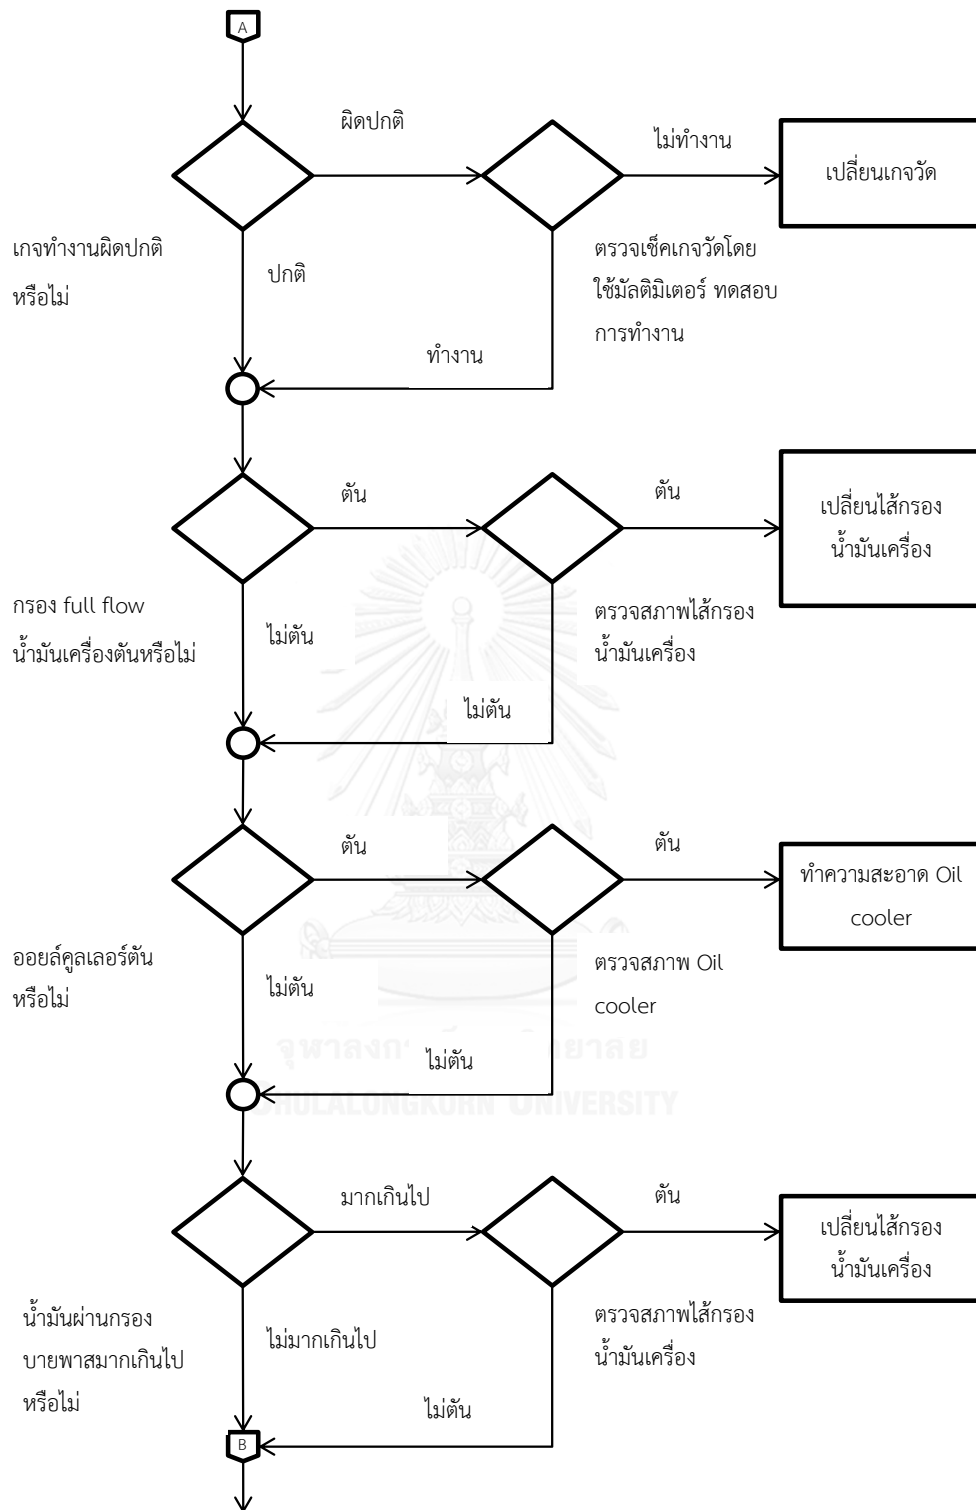 A
ผิดปกติ
ไม่ทำงาน
เปลี่ยนเกจวัด
เกจทำงานผิดปกติ
หรือไม่
ปกติ
ตรวจเช็คเกจวัดโดย
ใช้มัลติมิเตอร์ ทดสอบ
การทำงาน
ทำงาน
ตัน
ตัน
เปลี่ยนไส้กรอง
น้ำมันเครื่อง
กรอง full flow
น้ำมันเครื่องตันหรือไม่
ไม่ตัน
ตรวจสภาพไส้กรอง
น้ำมันเครื่อง
ไม่ตัน
ตัน
ตัน
ทำความสะอาด Oil
cooler
ออยล์คูลเลอร์ตัน
หรือไม่
ไม่ตัน
ตรวจสภาพ Oil
cooler
ไม่ตัน
UNIVERSITY
มากเกินไป
ตัน
เปลี่ยนไส้กรอง
น้ำมันเครื่อง
น้ำมันผ่านกรอง
บายพาสมากเกินไป
หรือไม่
ไม่มากเกินไป
ตรวจสภาพไส้กรอง
น้ำมันเครื่อง
ไม่ตัน
B